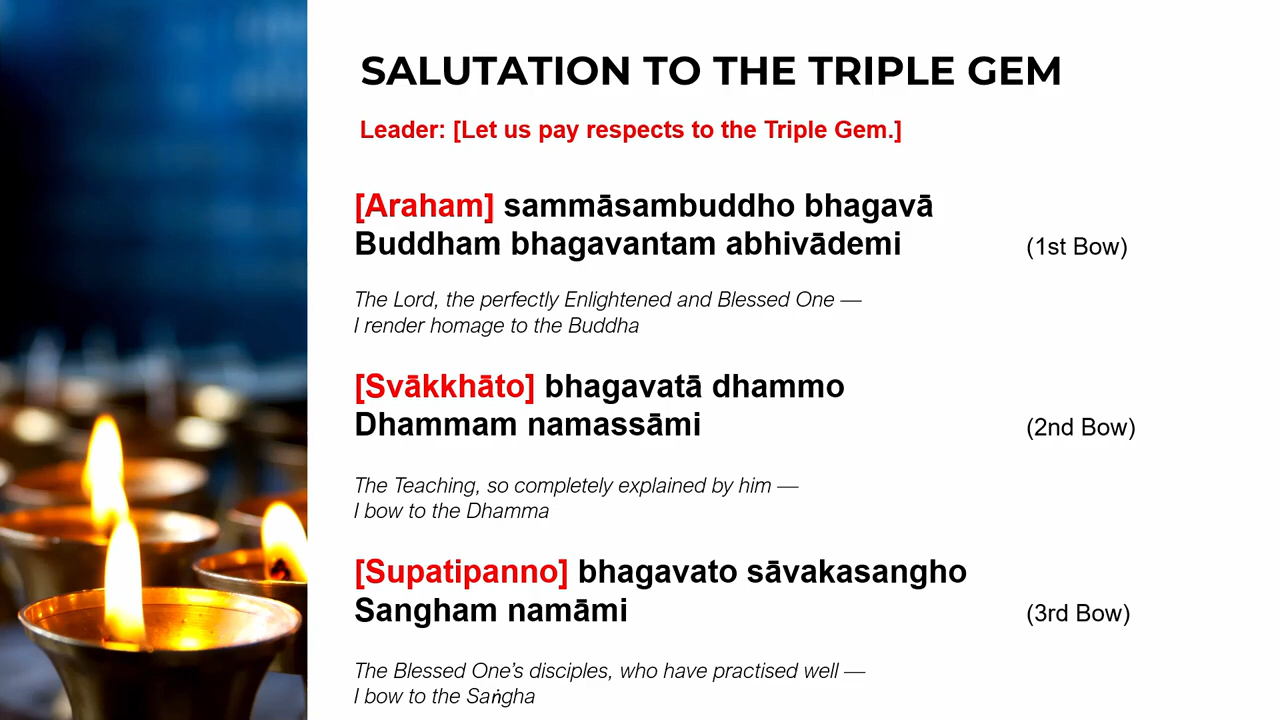 SALUTATION TO THE TRIPLE GEM
Leader: [Let us pay respects to the Triple Gem.]
[Araham] sammāsambuddho bhagavā
Buddham bhagavantam abhivādemi (1st Bow)
The Lord, the perfectly Enlightened and Blessed One —
I render homage to the Buddha
[Svākkhāto] bhagavatā dhammo
Dhammam namassāmi (2nd Bow)
The Teaching, so completely explained by him —
I bow to the Dhamma
[Supatipanno] bhagavato sāvakasangho
Sangham namāmi (3rd Bow)
The Blessed One’s disciples, who have practised well —
I bow to the Saṅgha